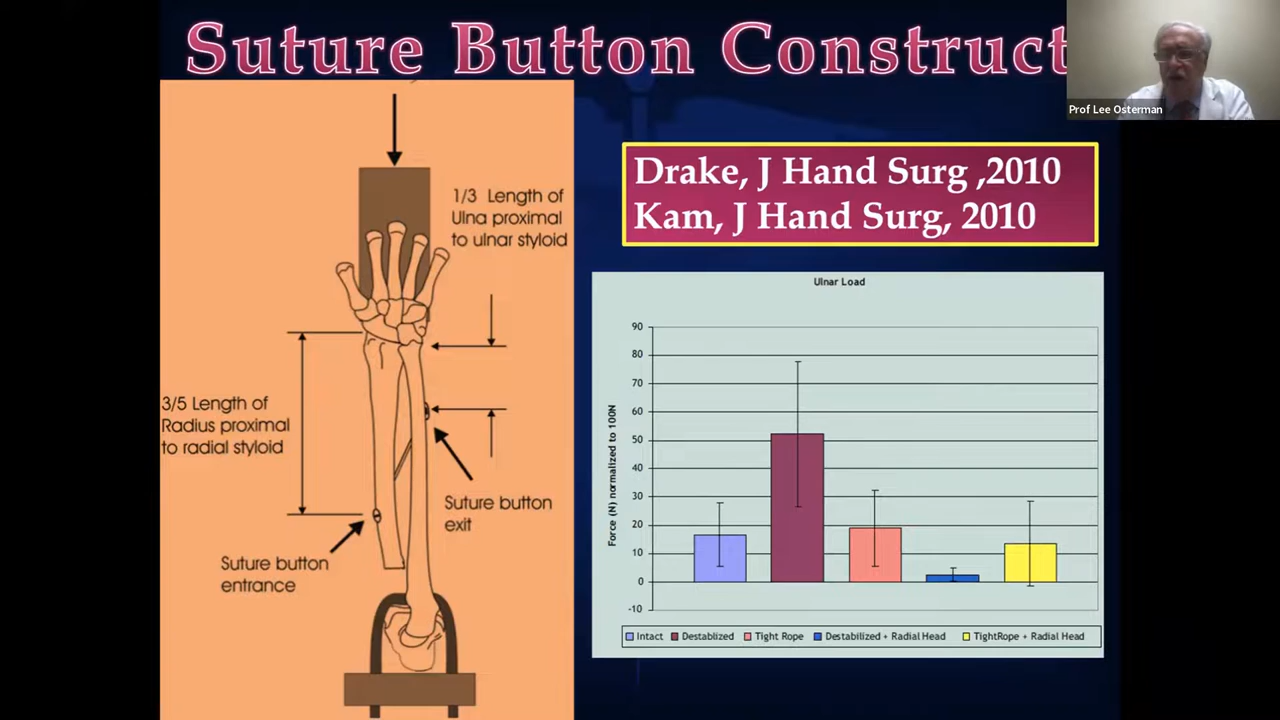 Suture Button Construct
Prof Lee Osterman
1/3 Length of
Ulna proximal
to ulnar styloid
3/5 Length of
Radius proximal
to radial styloid
Suture button
exit
Suture button
entrance
Drake, J Hand Surg ,2010
Kam, J Hand Surg, 2010
Ulnar Load
Force (N) normalized to 100N
90
80
70
60
50
40
30
20
10
0
-10
Intact Destablized Tight Rope Destabilized + Radial Head TightRope + Radial Head